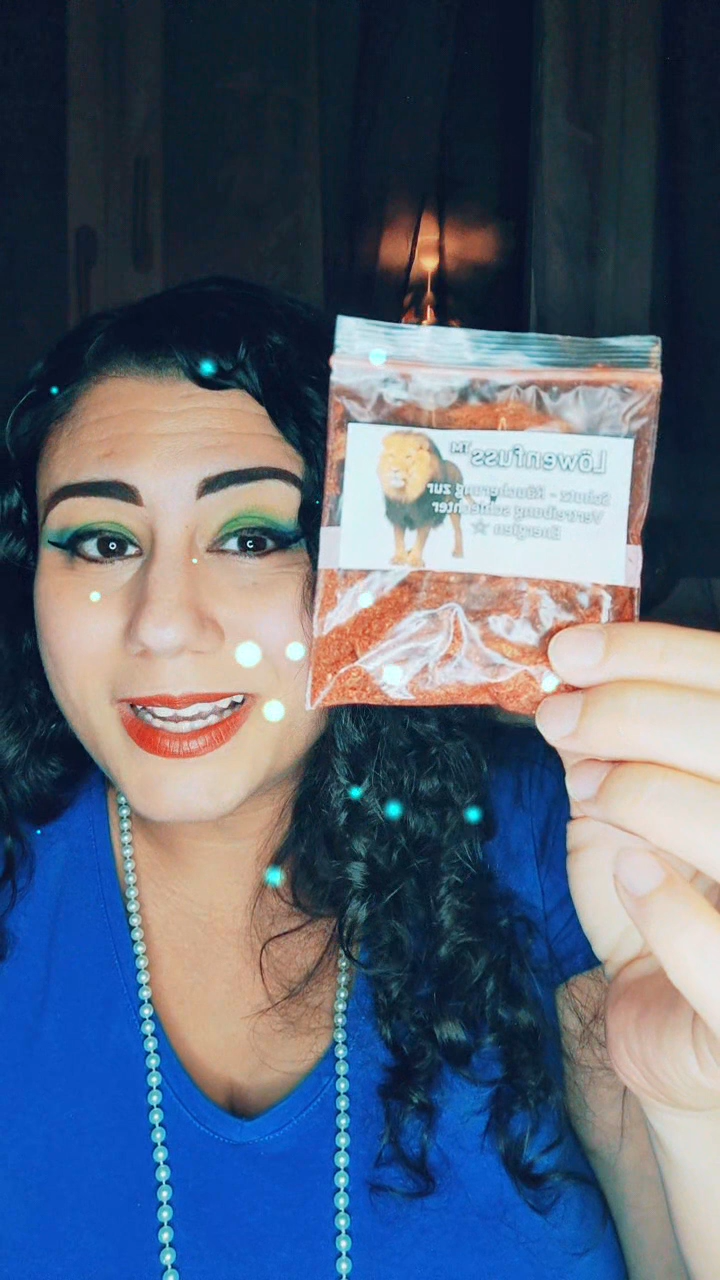 Löwenfuss™
Schutz - Räucherung zur
Vertreibung schlechter
Energien ☆